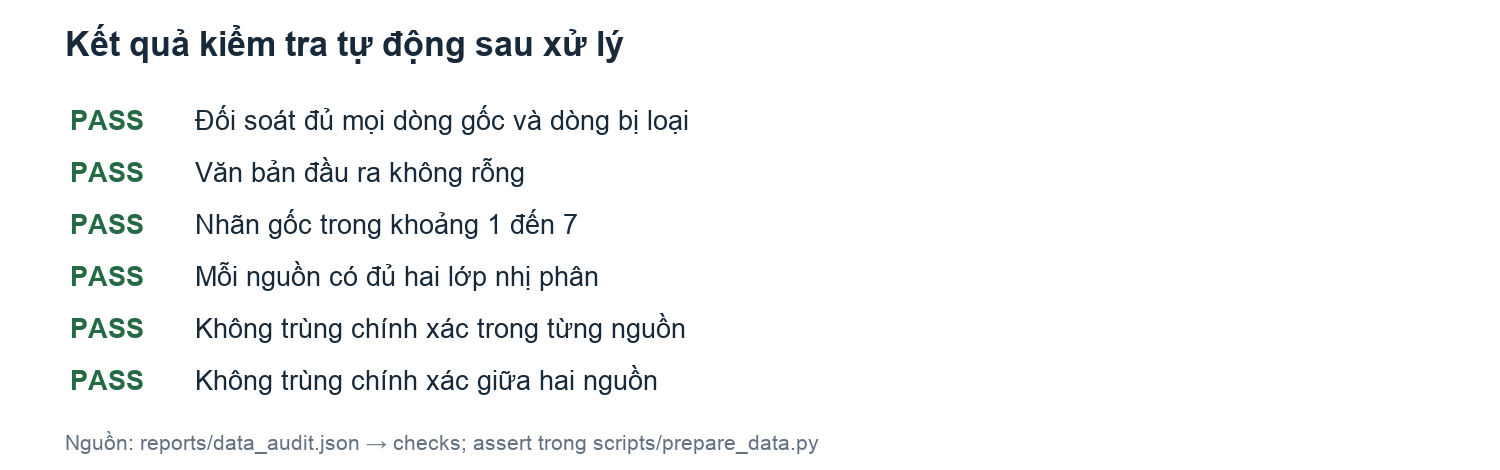 Kết quả kiểm tra tự động sau xử lý
PASS Đối soát đủ mọi dòng gốc và dòng bị loại
PASS Văn bản đầu ra không rỗng
PASS Nhãn gốc trong khoảng 1 đến 7
PASS Mỗi nguồn có đủ hai lớp nhị phân
PASS Không trùng chính xác trong từng nguồn
PASS Không trùng chính xác giữa hai nguồn
Nguồn: reports/data_audit.json → checks; assert trong scripts/prepare_data.py